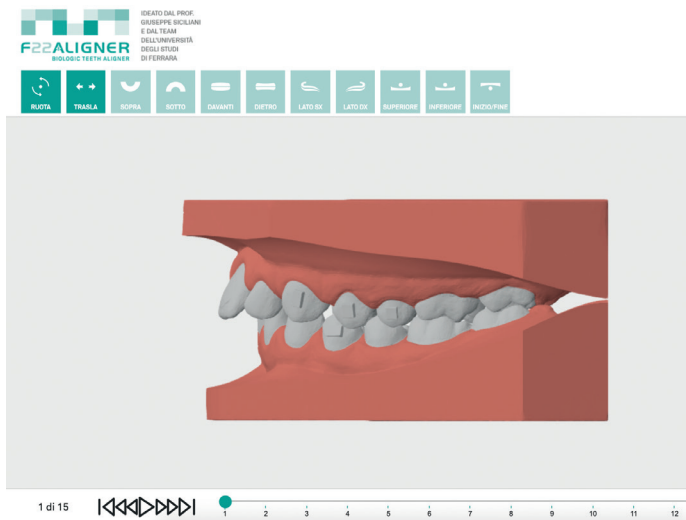 IDEATO DAL PROF.
GIUSEPPE SICILIANI
E DAL TEAM
DELL'UNIVERSITÀ
DEGLI STUDI
DI FERRARA
F22ALIGNER
BIOLOGIC TEETH ALIGNER
RUOTA TRASLA SOPRA SOTTO DAVANTI DIETRO LATO SX LATO DX SUPERIORE INFERIORE INIZIO/FINE
1 di 15
1 2 3 4 5 6 7 8 9 10 11 12